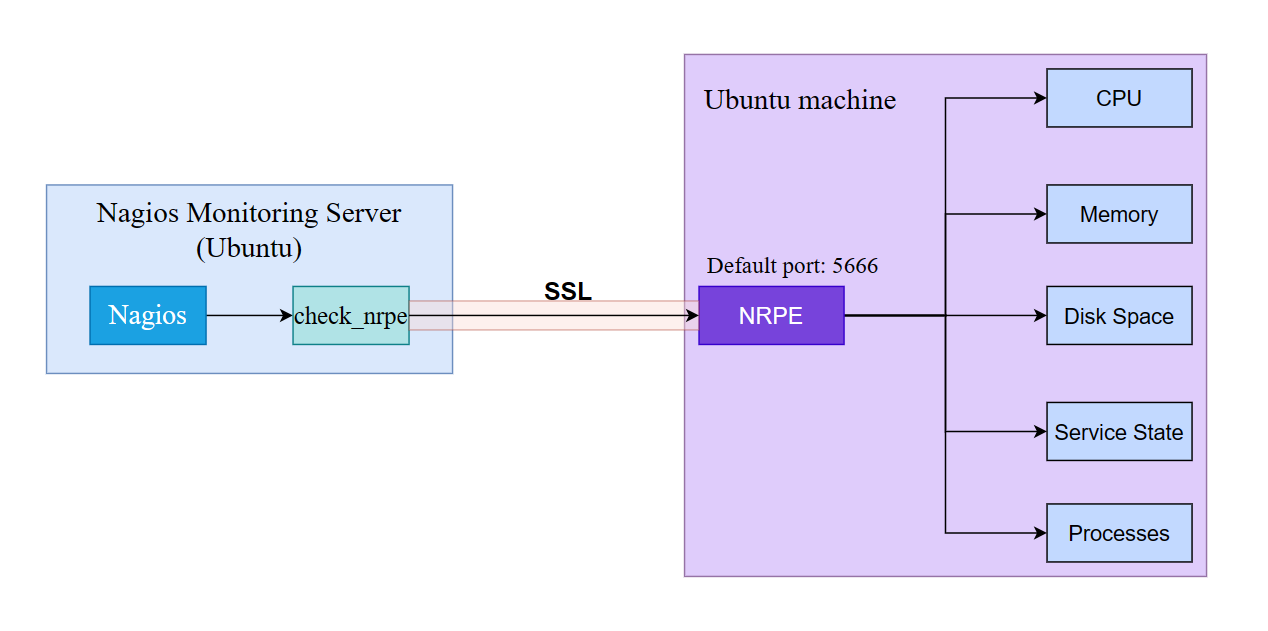 Nagios Monitoring Server
(Ubuntu)
Nagios
check_nrpe
SSL
Ubuntu machine
Default port: 5666
NRPE
CPU
Memory
Disk Space
Service State
Processes